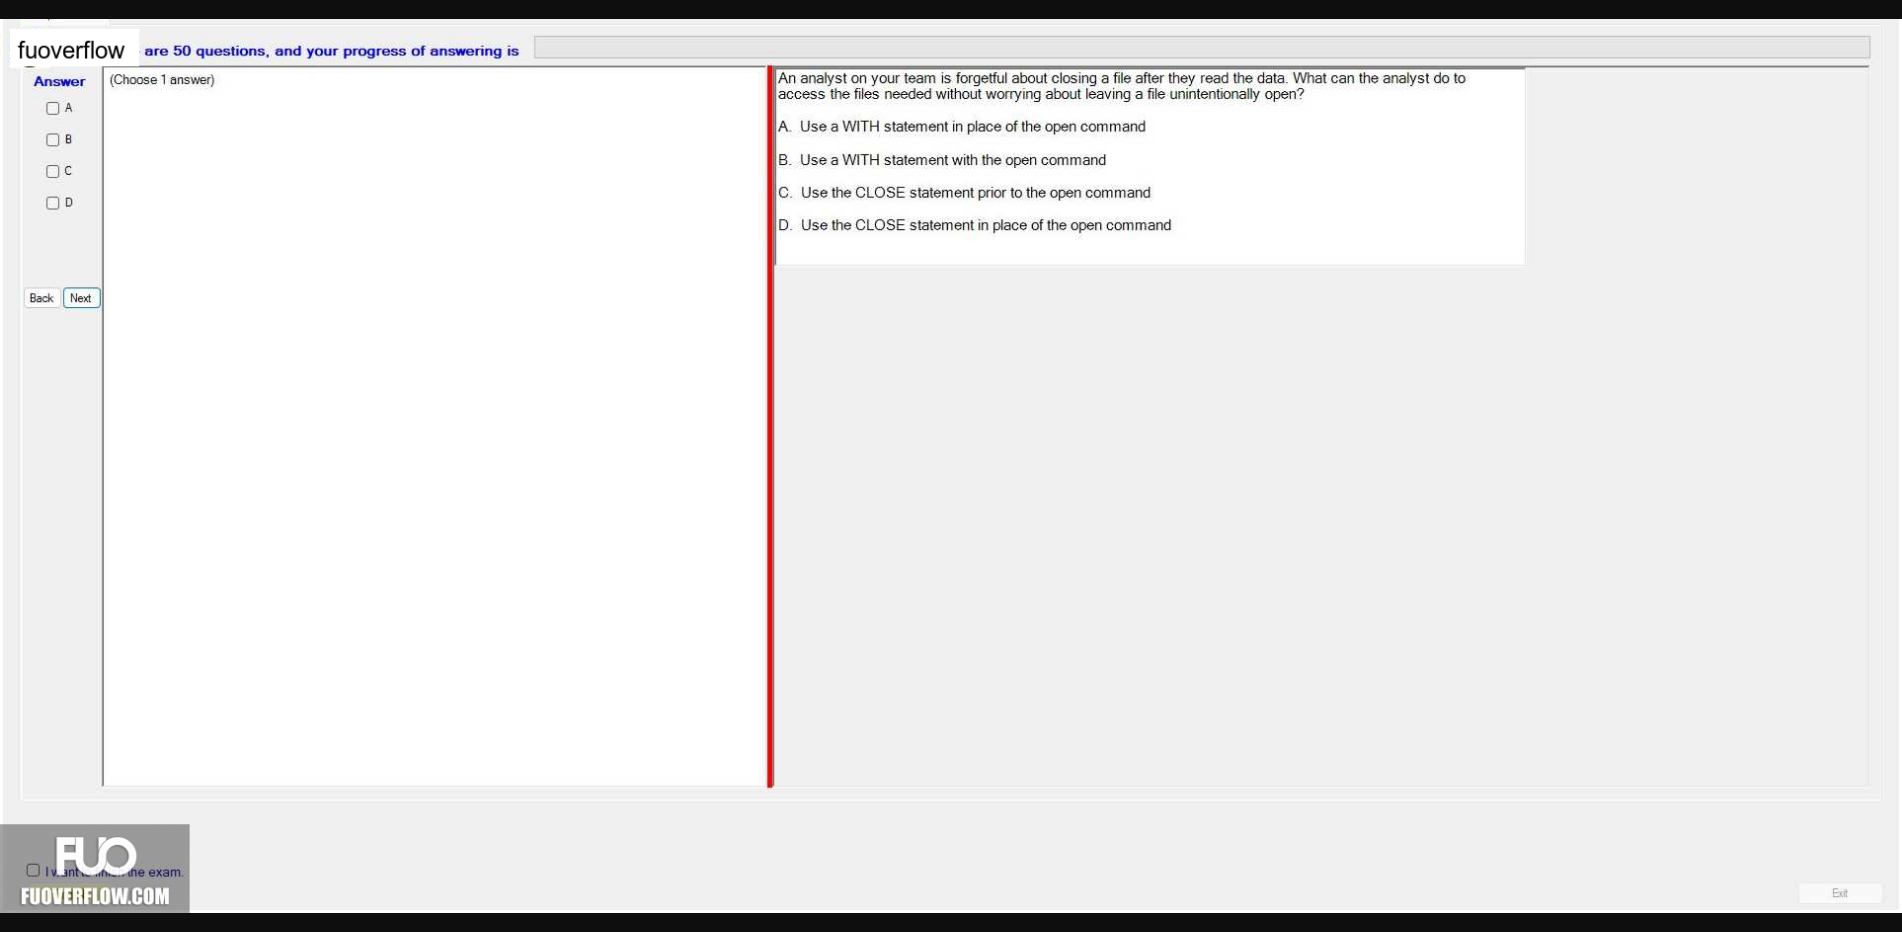 fuoverflow are 50 questions, and your progress of answering is
Answer
(Choose 1 answer)
A
B
C
D
Back Next
An analyst on your team is forgetful about closing a file after they read the data. What can the analyst do to
access the files needed without worrying about leaving a file unintentionally open?
A. Use a WITH statement in place of the open command
B. Use a WITH statement with the open command
C. Use the CLOSE statement prior to the open command
D. Use the CLOSE statement in place of the open command
FUO
I want to finish the exam.
FUOVERFLOW.COM
Exit